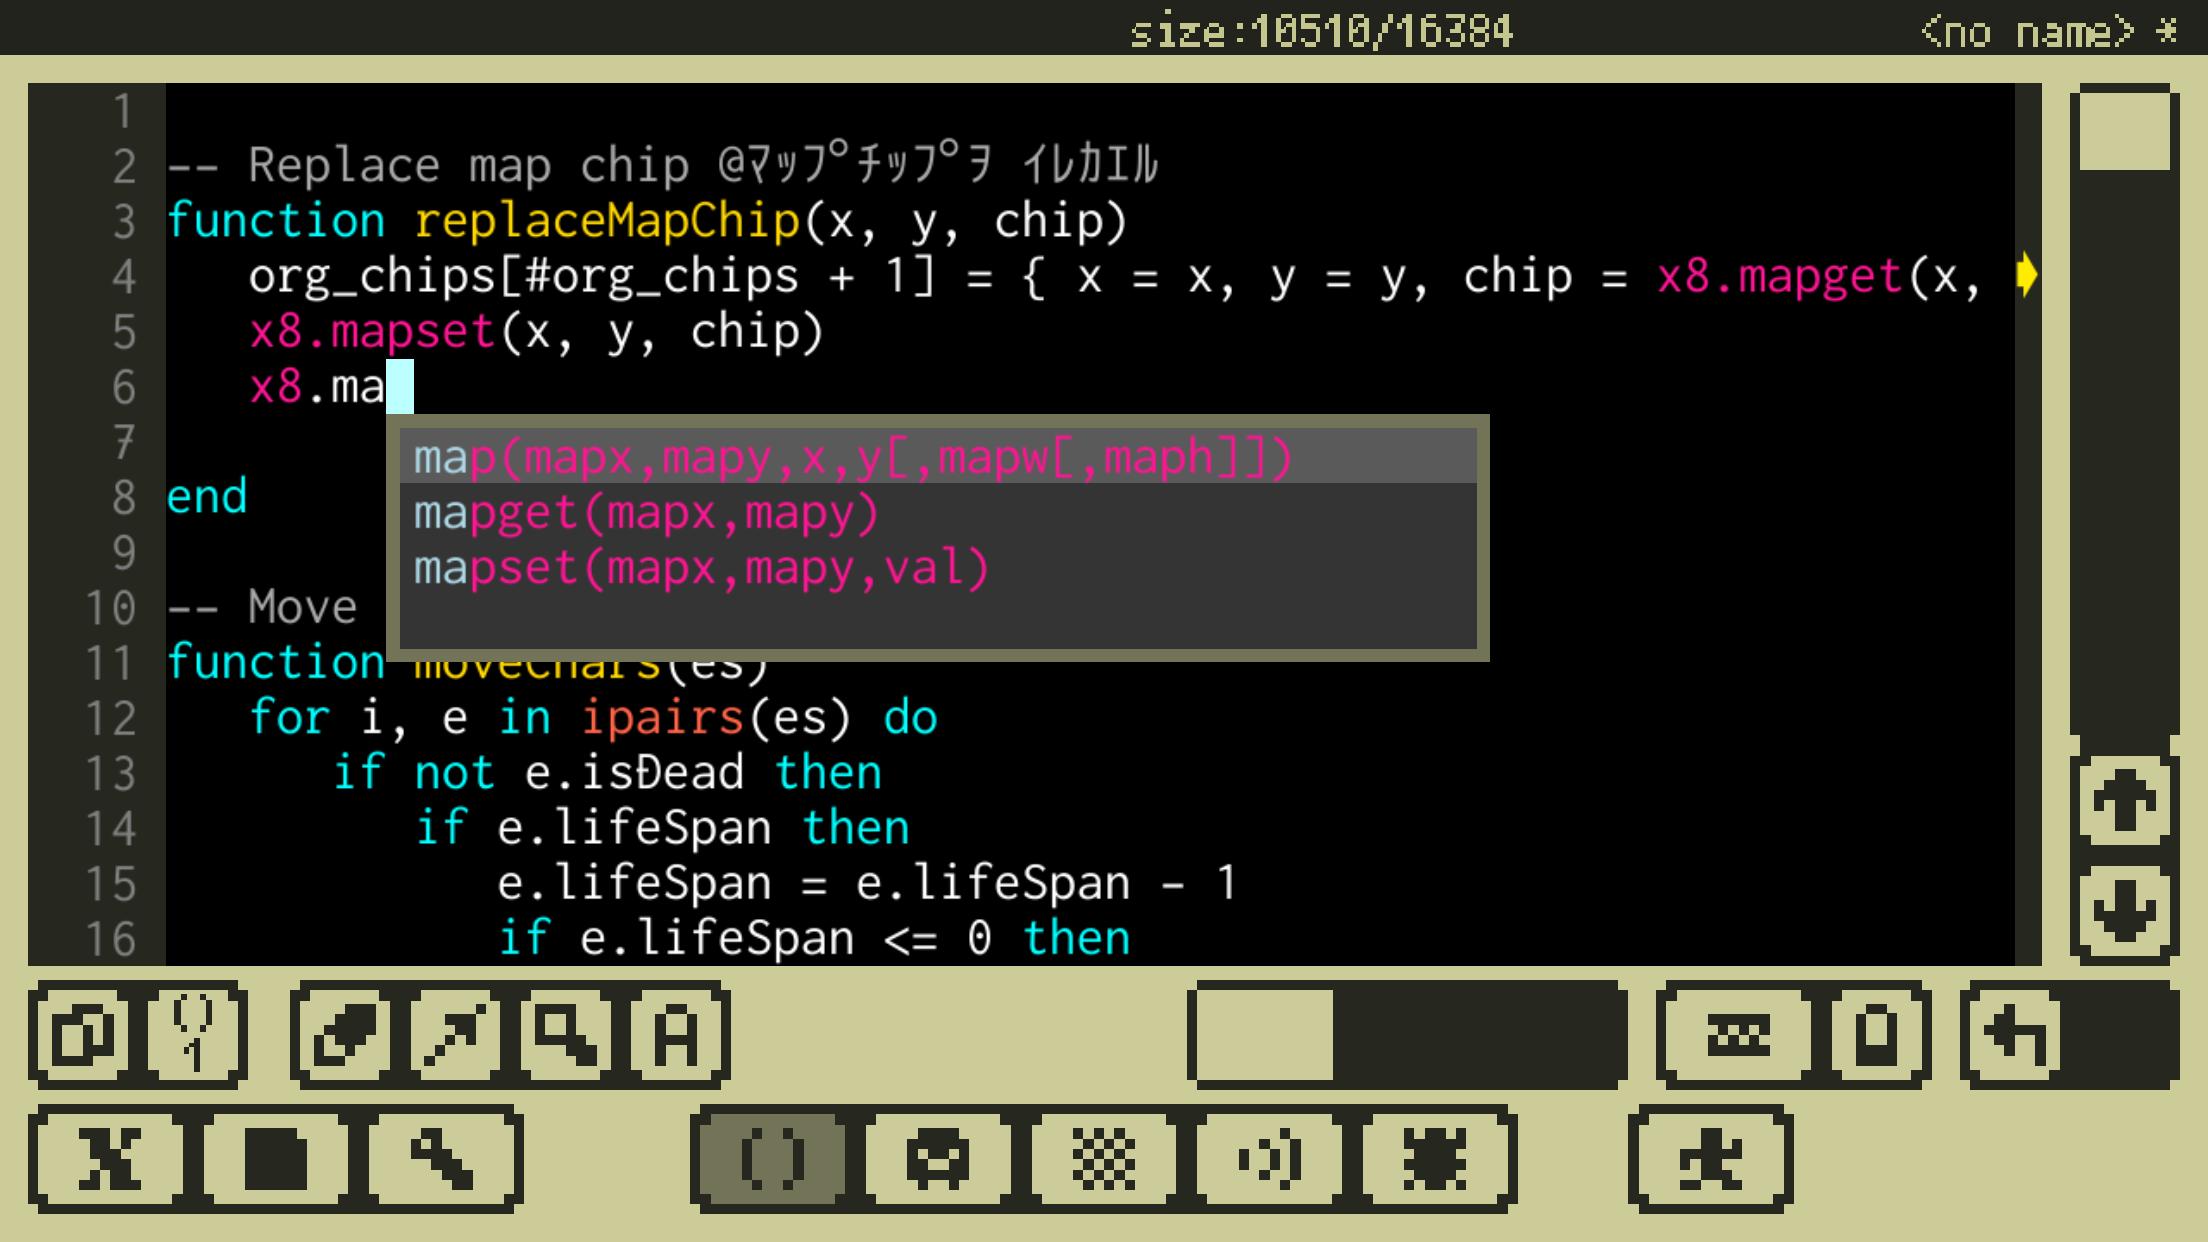 size:10510/16384 <no name> *
1
2 -- Replace map chip @ﾏｯﾌﾟﾁｯﾌﾟｦ ｲﾚｶｴﾙ
3 function replaceMapChip(x, y, chip)
4 org_chips[#org_chips + 1] = { x = x, y = y, chip = x8.mapget(x,
5 x8.mapset(x, y, chip)
6 x8.ma
map(mapx,mapy,x,y[,mapw[,maph]])
7
mapget(mapx,mapy)
8 end
mapset(mapx,mapy,val)
9
10 -- Move
11 function moveChars(es)
12 for i, e in ipairs(es) do
13 if not e.isDead then
14 if e.lifeSpan then
15 e.lifeSpan = e.lifeSpan - 1
16 if e.lifeSpan <= 0 then
() 1 A
X ()